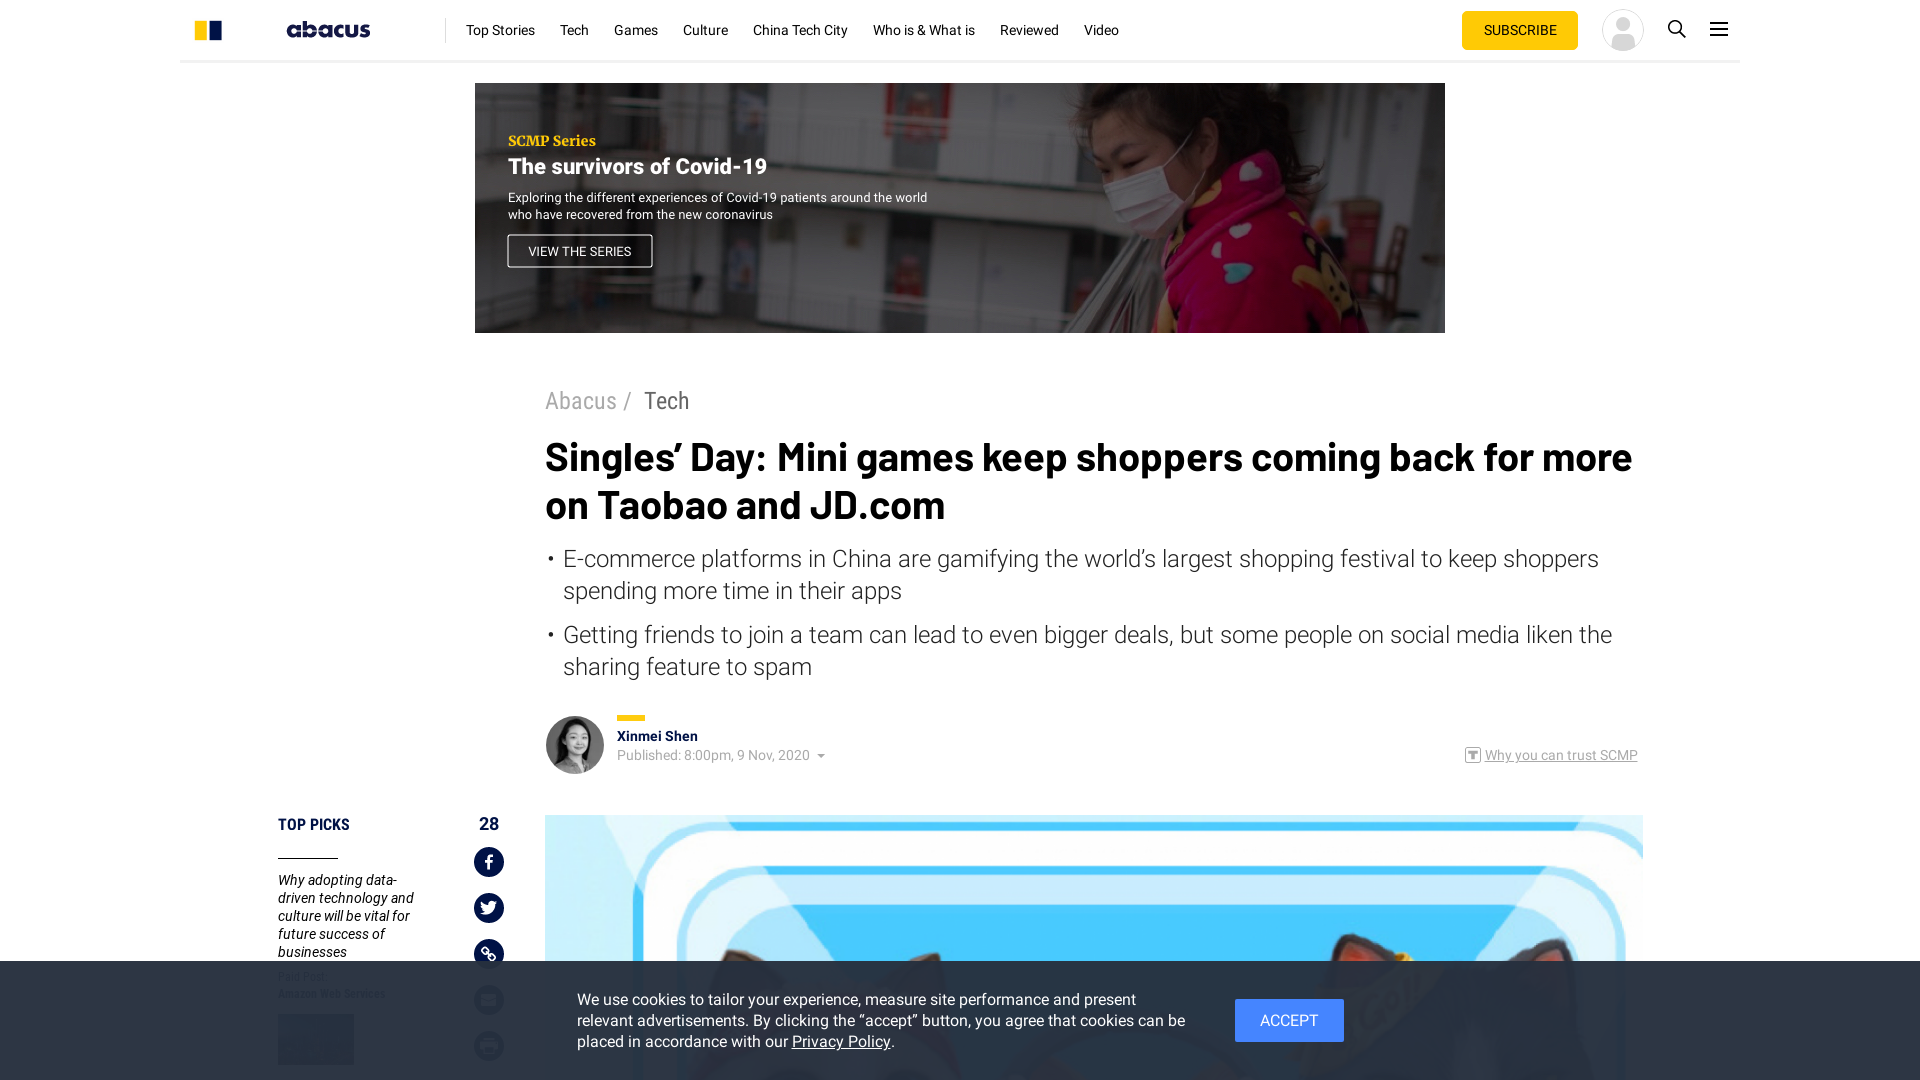 abacus
Top Stories
Tech
Games
Culture
China Tech City
Who is & What is
Reviewed
Video
SUBSCRIBE
SCMP Series
The survivors of Covid-19
Exploring the different experiences of Covid-19 patients around the world
who have recovered from the new coronavirus
VIEW THE SERIES
Abacus / Tech
Singles’ Day: Mini games keep shoppers coming back for more
on Taobao and JD.com
• E-commerce platforms in China are gamifying the world’s largest shopping festival to keep shoppers
spending more time in their apps
• Getting friends to join a team can lead to even bigger deals, but some people on social media liken the
sharing feature to spam
Xinmei Shen
Published: 8:00pm, 9 Nov, 2020
Why you can trust SCMP
TOP PICKS
28
Why adopting data-
driven technology and
culture will be vital for
future success of
businesses
Paid Post
Amazon Web Services
We use cookies to tailor your experience, measure site performance and present
relevant advertisements. By clicking the “accept” button, you agree that cookies can be
placed in accordance with our Privacy Policy.
ACCEPT